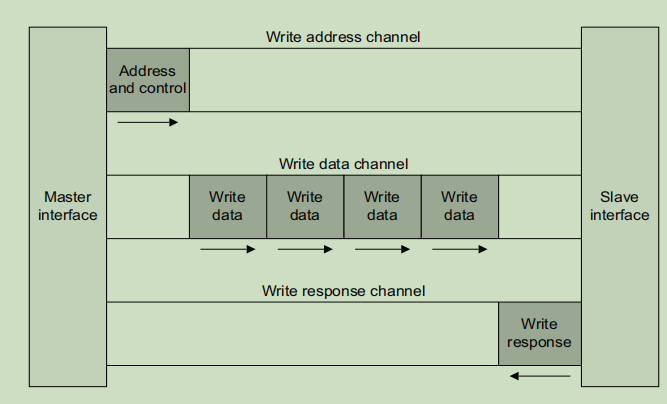 Write address channel
Address
and control
Write data channel
Master
interface
Write
data
Write
data
Write
data
Write
data
Slave
interface
Write response channel
Write
response